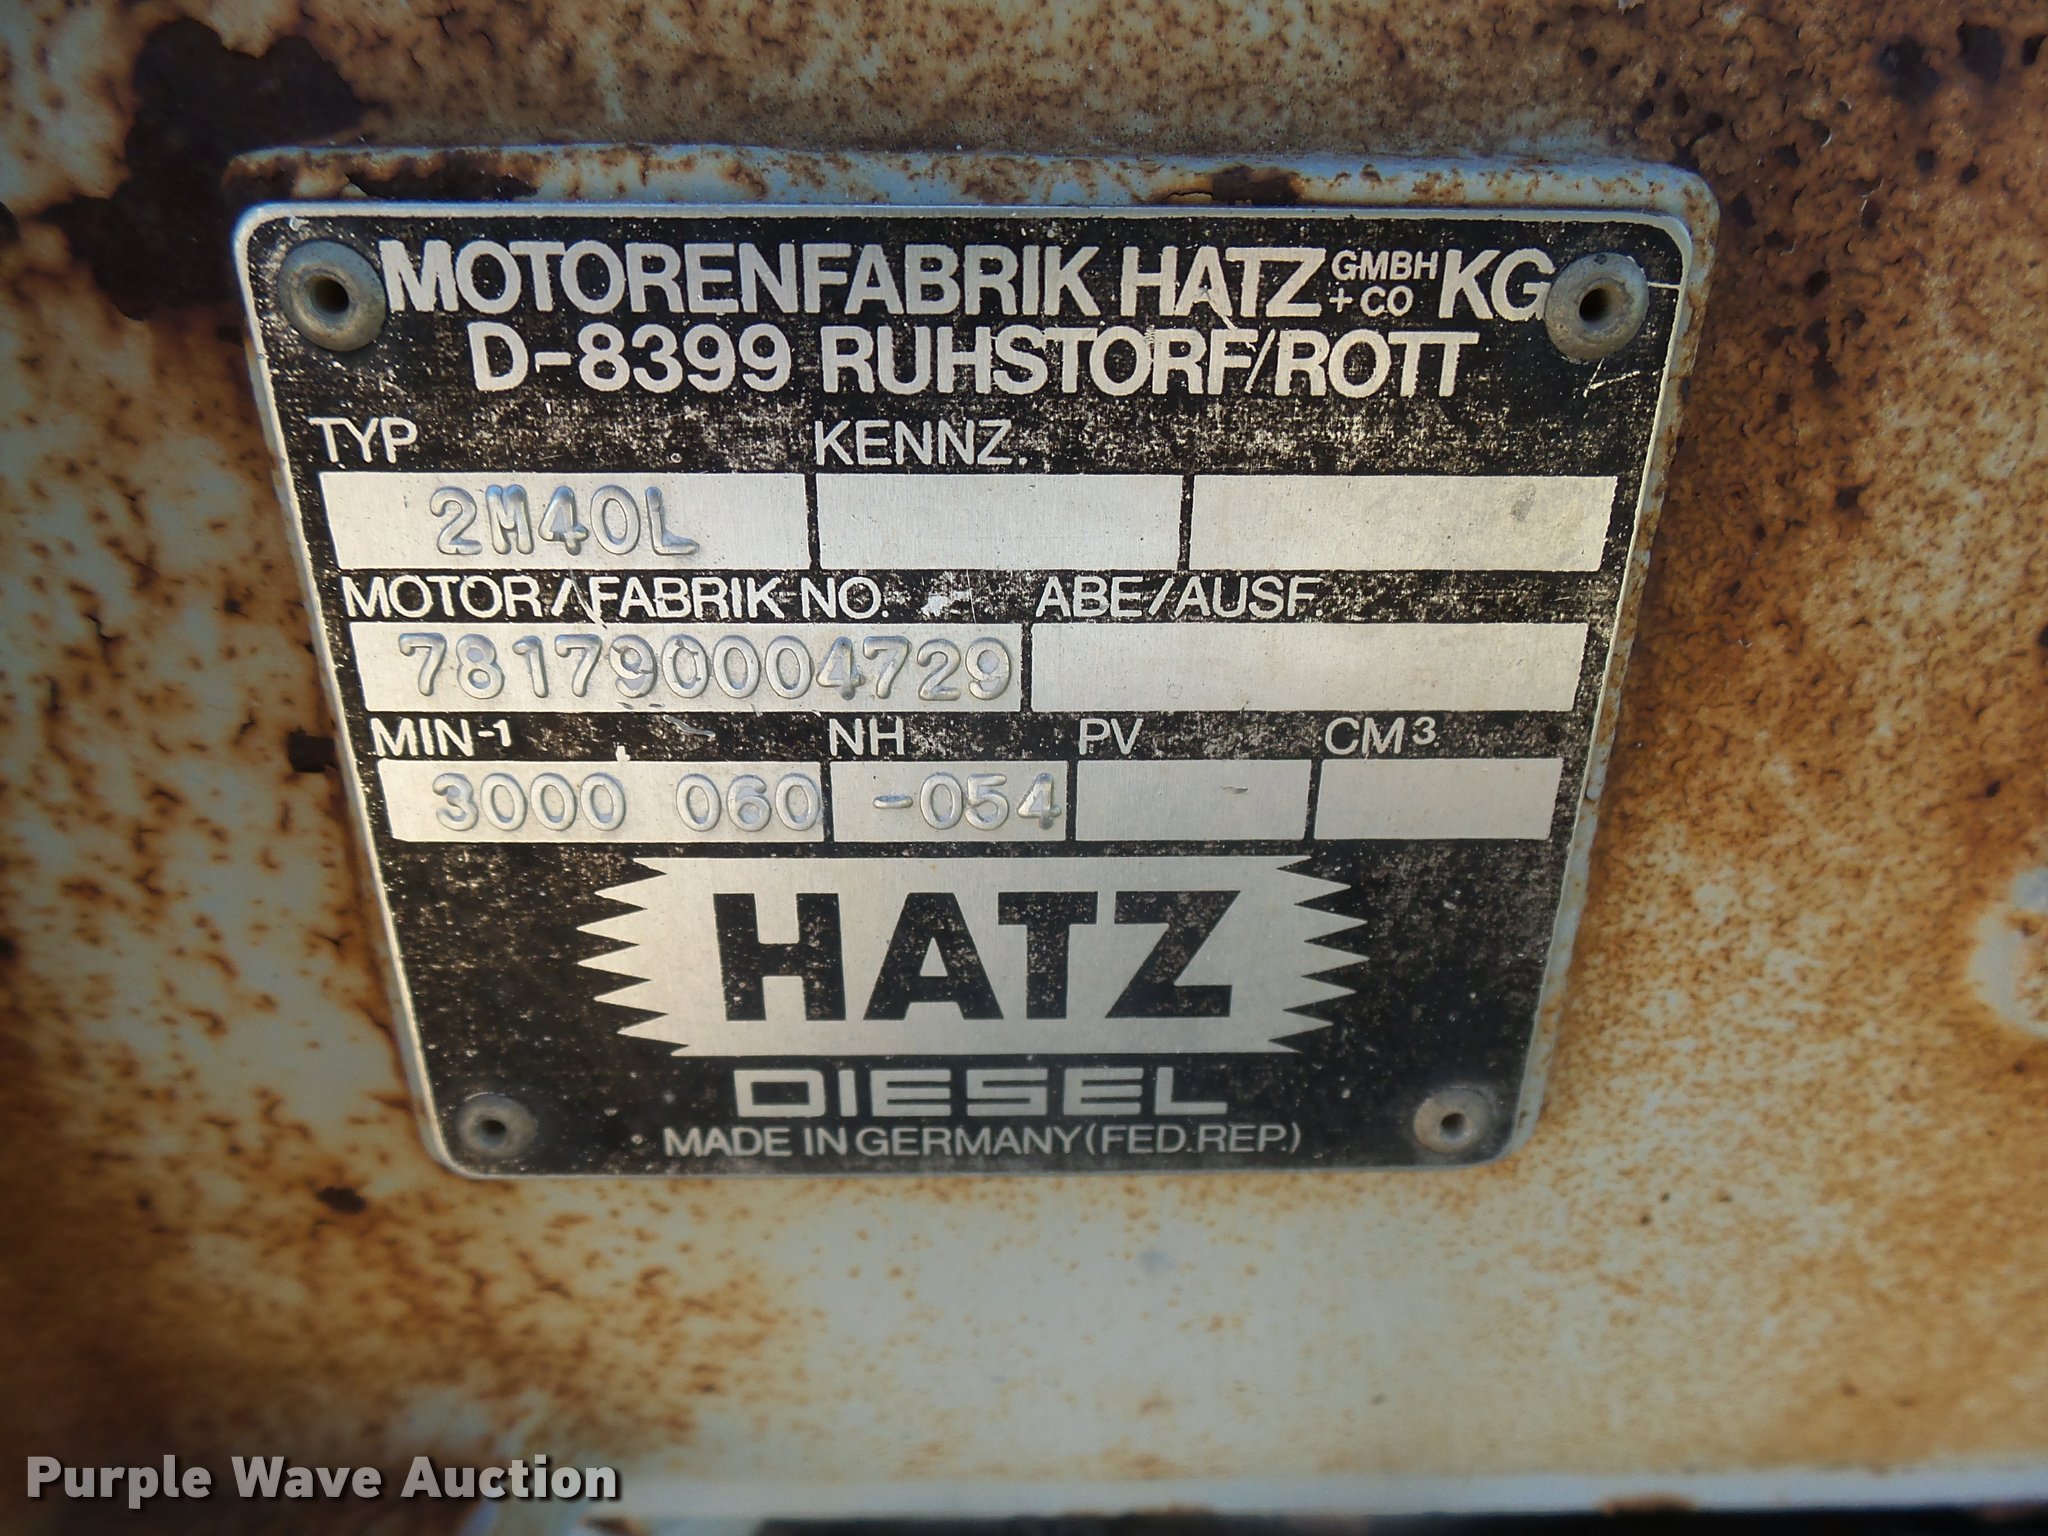 MOTORENFABRIK HATZ GMBH + CO KG
D-8399 RUHSTORF/ROTT
TYP KENNZ.
2M40L
MOTOR/FABRIK NO. ABE/AUSF.
7817900004729
MIN-1 NH PV CM³
3000 060 -054
HATZ
DIESEL
MADE IN GERMANY (FED.REP.)
Purple Wave Auction